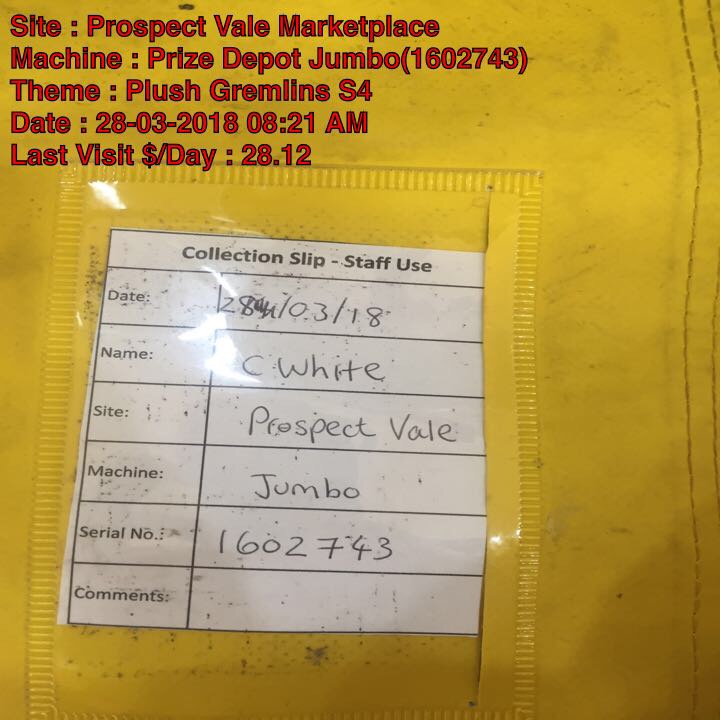 Site : Prospect Vale Marketplace
Machine : Prize Depot Jumbo(1602743)
Theme : Plush Gremlins S4
Date : 28-03-2018 08:21 AM
Last Visit $/Day : 28.12
Collection Slip - Staff Use
Date: /03/18
Name: C White
Site: Prospect Vale
Machine: Jumbo
Serial No.: 1602743
Comments: